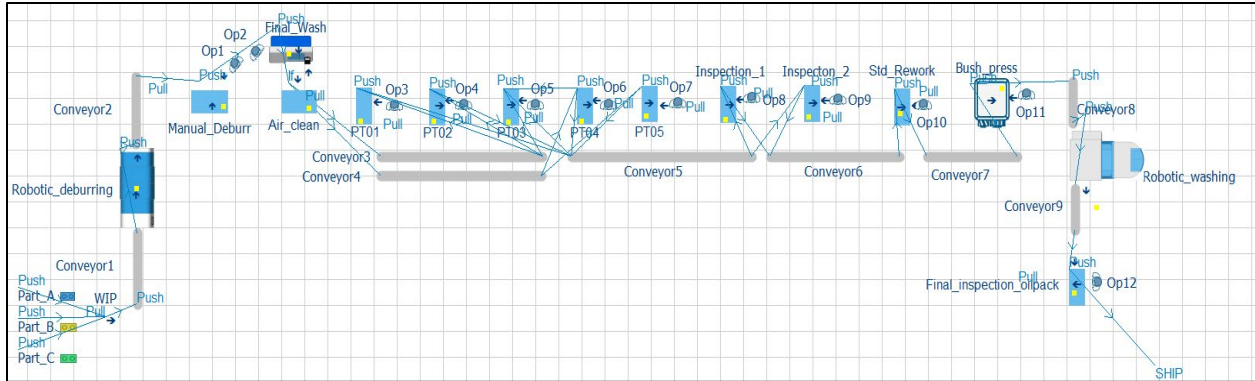 Push
Final_Wash
Op2
Op1
Push
Pull
If
Conveyor2
Manual_Deburr
Push
Air_clean
Push
Robotic_deburring
Conveyor1
Push
Part_A
WIP
Pull
Push
Push
Part_B
Push
Part_C
Push
Op3
Pull
PT01
Push
Op4
Pull
PT02
Push
Op5
Pull
PT03
Push
Op6
Pull
PT04
Push
Op7
Pull
PT05
Inspection_1
Push
Op8
Pull
Inspecton_2
Push
Op9
Pull
Std_Rework
Push
Op10
Pull
Bush_press
Push
Op11
Pull
Push
Conveyor8
Push
Conveyor3
Conveyor4
Conveyor5
Conveyor6
Conveyor7
Robotic_washing
Conveyor9
Push
Pull
Final_inspection_oilpack
Op12
SHIP